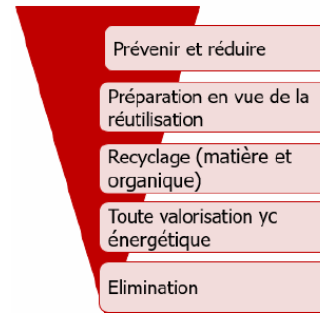 Prévenir et réduire
Préparation en vue de la
réutilisation
Recyclage (matière et
organique)
Toute valorisation yc
énergétique
Elimination